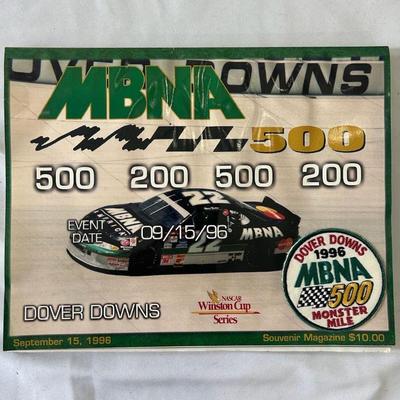 DOVER DOWNS
MBNA
500
500 200 500 200
EVENT DATE 09/15/96
MBNA
MBNA
22
DOVER DOWNS
NASCAR
Winston Cup
Series
DOVER DOWNS
1996
MBNA
500
MONSTER
MILE
September 15, 1996
Souvenir Magazine $10.00